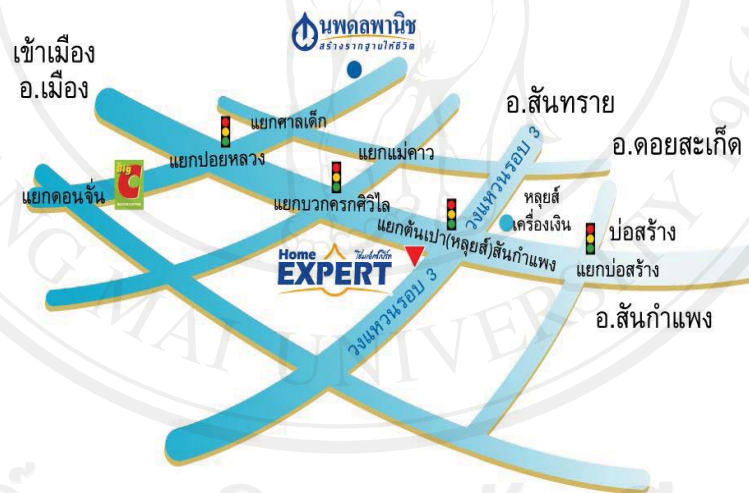 นพดลพานิช
สร้างรากฐานให้ชีวิต
เข้าเมือง
อ.เมือง
แยกศาลเด็ก
อ.สันทราย
แยกปอยหลวง
แยกแม่คาว
อ.ดอยสะเก็ด
Big
C
แยกดอนจั่น
แยกบวกครกศิวิไล
วงแหวนรอบ 3
หลุยส์
เครื่องเงิน
แยกต้นเปา(หลุยส์)สันกำแพง
บ่อสร้าง
แยกบ่อสร้าง
Home
EXPERT
วงแหวนรอบ 3
อ.สันกำแพง
MAI UNIVERSITY 196